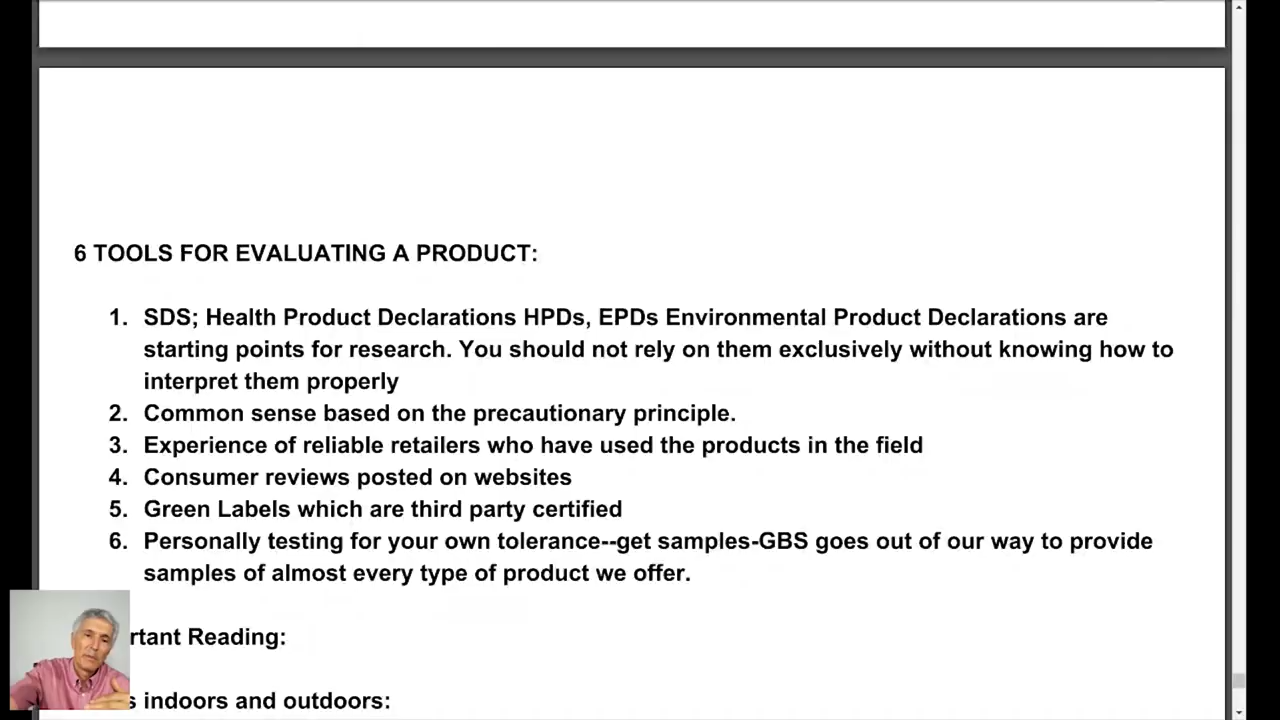 6 TOOLS FOR EVALUATING A PRODUCT:
1. SDS; Health Product Declarations HPDs, EPDs Environmental Product Declarations are
starting points for research. You should not rely on them exclusively without knowing how to
interpret them properly
2. Common sense based on the precautionary principle.
3. Experience of reliable retailers who have used the products in the field
4. Consumer reviews posted on websites
5. Green Labels which are third party certified
6. Personally testing for your own tolerance--get samples-GBS goes out of our way to provide
samples of almost every type of product we offer.
rtant Reading:
s indoors and outdoors: